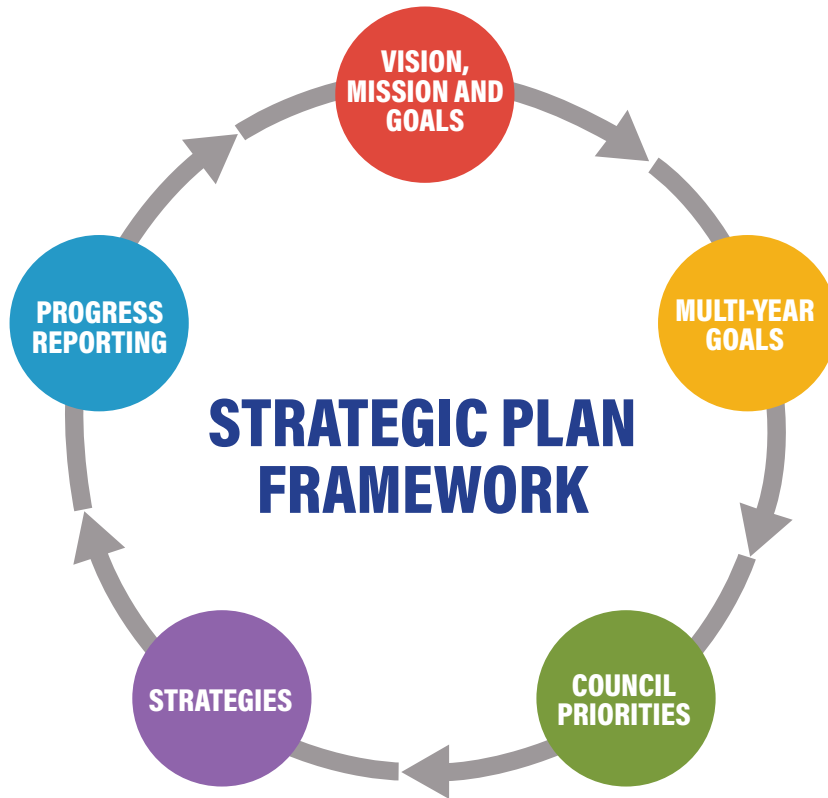 VISION,
MISSION AND
GOALS
MULTI-YEAR
GOALS
PROGRESS
REPORTING
STRATEGIC PLAN
FRAMEWORK
STRATEGIES
COUNCIL
PRIORITIES